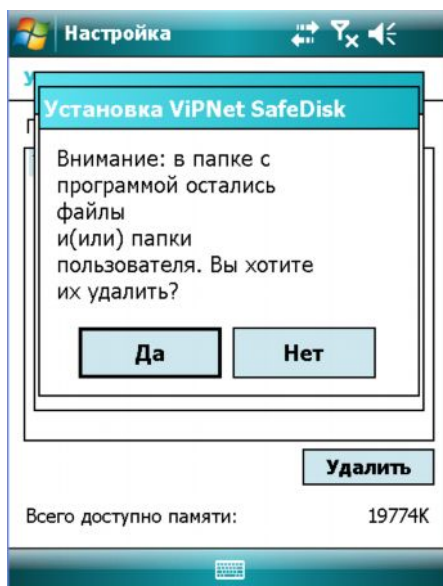 Настройка
У
Установка ViPNet SafeDisk
Внимание: в папке с
программой остались
файлы
и(или) папки
пользователя. Вы хотите
их удалить?
Да Нет
Удалить
Всего доступно памяти: 19774K